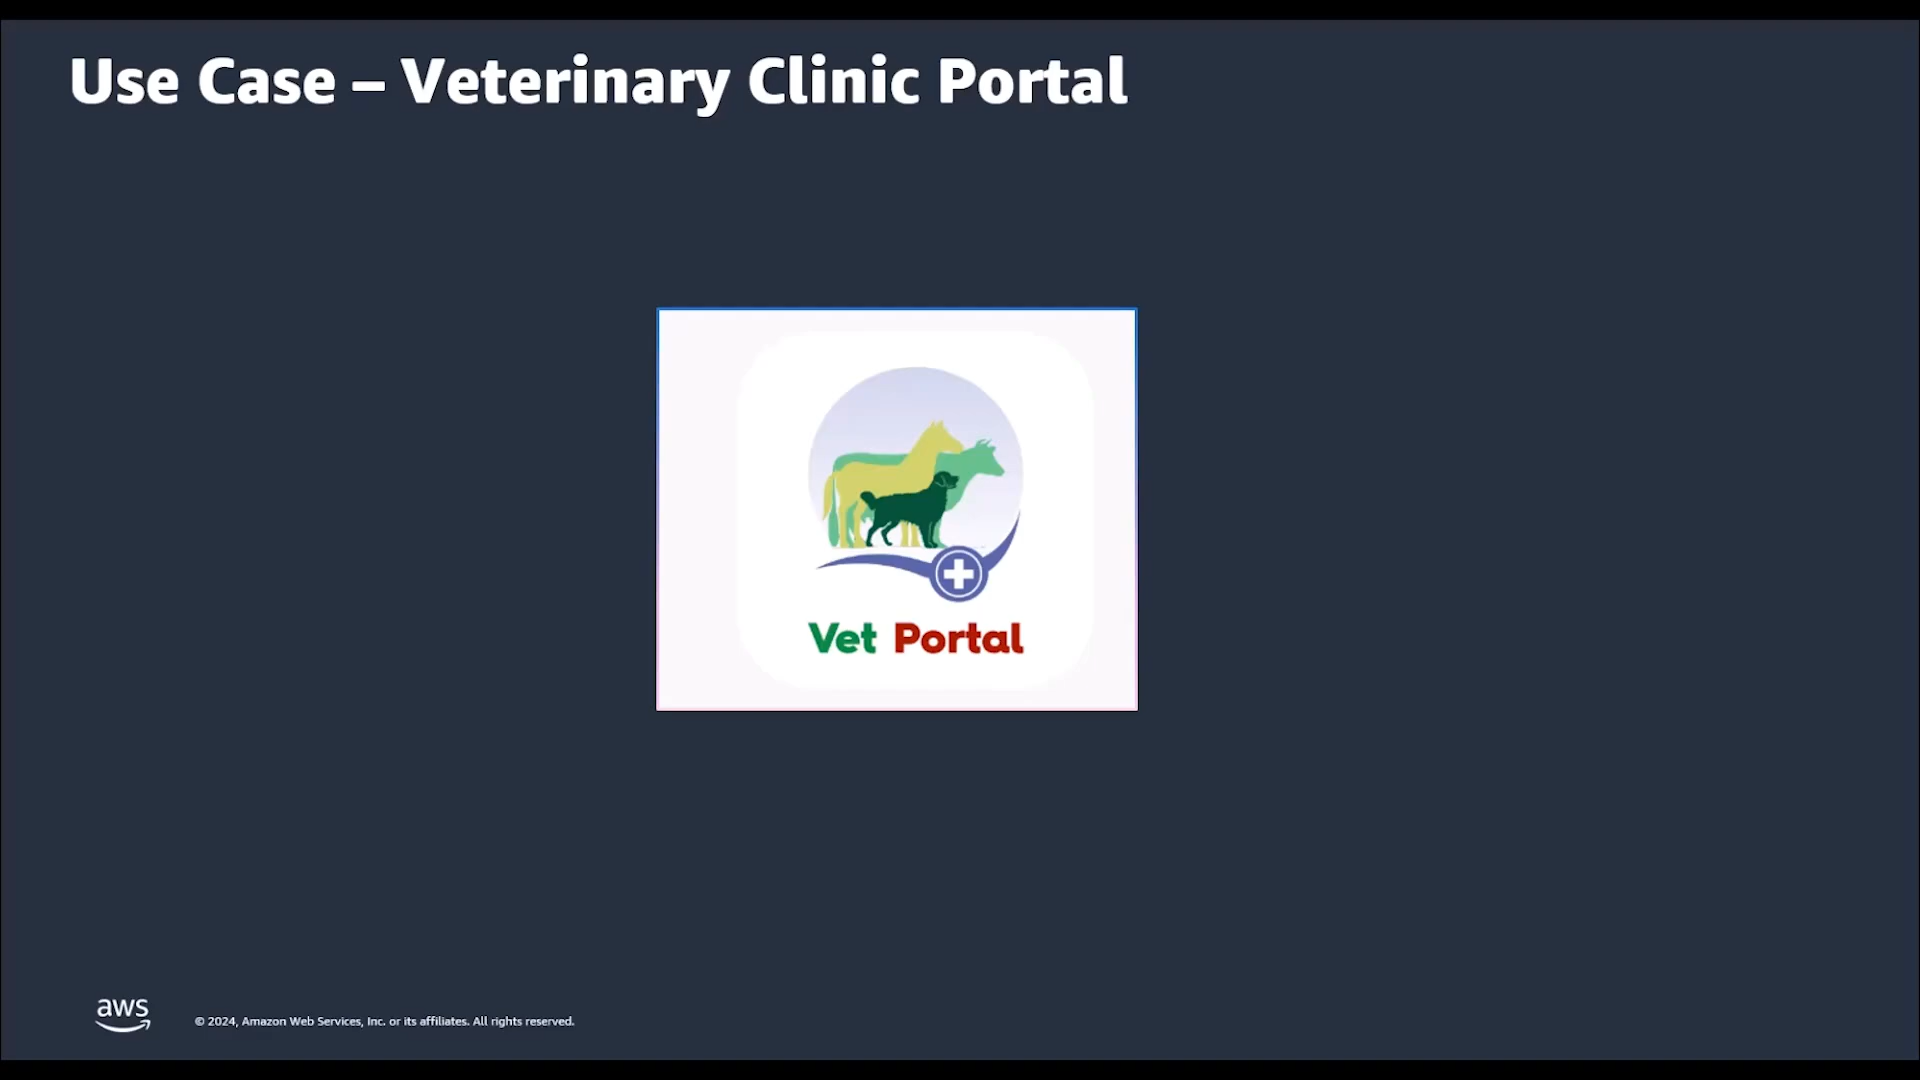 Use Case – Veterinary Clinic Portal
Vet Portal
aws
© 2024, Amazon Web Services, Inc. or its affiliates. All rights reserved.